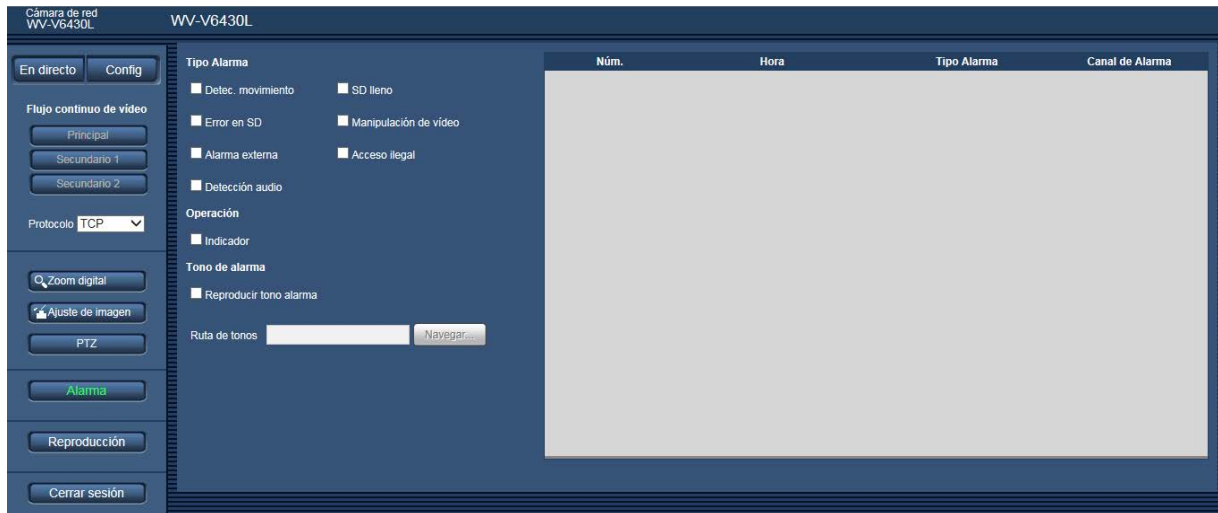 Cámara de red
WV-V6430L
WV-V6430L
En directo Config
Flujo continuo de vídeo
Principal
Secundario 1
Secundario 2
Protocolo TCP
Zoom digital
Ajuste de imagen
PTZ
Alarma
Reproducción
Cerrar sesión
Tipo Alarma
Detec. movimiento SD lleno
Error en SD Manipulación de vídeo
Alarma externa Acceso ilegal
Detección audio
Operación
Indicador
Tono de alarma
Reproducir tono alarma
Ruta de tonos Navegar...
Núm. Hora Tipo Alarma Canal de Alarma